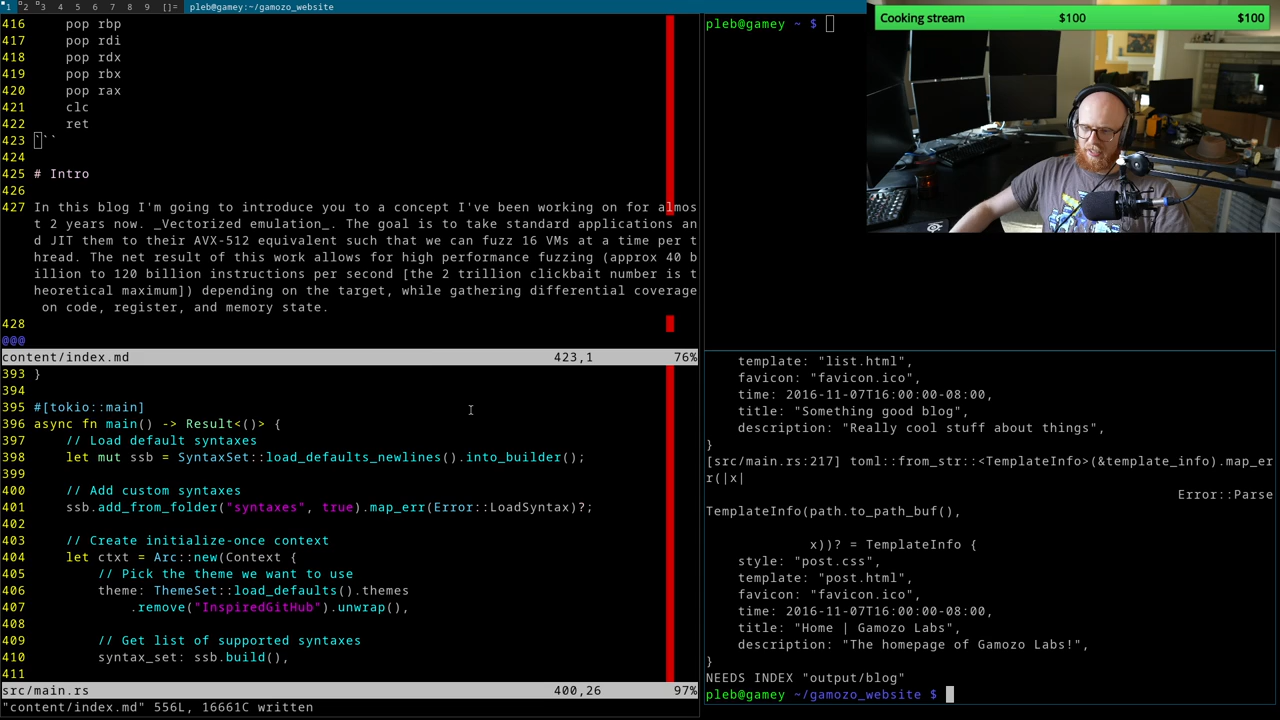 1 2 3 4 5 6 7 8 9 []= pleb@gamey:~/gamozo_website
416 pop rbp
417 pop rdi
418 pop rdx
419 pop rbx
420 pop rax
421 clc
422 ret
423 ```
424
425 # Intro
426
427 In this blog I'm going to introduce you to a concept I've been working on for almos
t 2 years now. _Vectorized emulation_. The goal is to take standard applications an
d JIT them to their AVX-512 equivalent such that we can fuzz 16 VMs at a time per t
hread. The net result of this work allows for high performance fuzzing (approx 40 b
illion to 120 billion instructions per second [the 2 trillion clickbait number is t
heoretical maximum]) depending on the target, while gathering differential coverage
on code, register, and memory state.
428
@@@
content/index.md 423,1 76%
393 }
394
395 #[tokio::main]
396 async fn main() -> Result<()> {
397 // Load default syntaxes
398 let mut ssb = SyntaxSet::load_defaults_newlines().into_builder();
399
400 // Add custom syntaxes
401 ssb.add_from_folder("syntaxes", true).map_err(Error::LoadSyntax)?;
402
403 // Create initialize-once context
404 let ctxt = Arc::new(Context {
405 // Pick the theme we want to use
406 theme: ThemeSet::load_defaults().themes
407 .remove("InspiredGitHub").unwrap(),
408
409 // Get list of supported syntaxes
410 syntax_set: ssb.build(),
411
src/main.rs 400,26 97%
"content/index.md" 556L, 16661C written
pleb@gamey ~ $
Cooking stream $100 $100
template: "list.html",
favicon: "favicon.ico",
time: 2016-11-07T16:00:00-08:00,
title: "Something good blog",
description: "Really cool stuff about things",
}
[src/main.rs:217] toml::from_str::<TemplateInfo>(&template_info).map_er
r(|x|
Error::Parse
TemplateInfo(path.to_path_buf(),
x))? = TemplateInfo {
style: "post.css",
template: "post.html",
favicon: "favicon.ico",
time: 2016-11-07T16:00:00-08:00,
title: "Home | Gamozo Labs",
description: "The homepage of Gamozo Labs!",
}
NEEDS INDEX "output/blog"
pleb@gamey ~/gamozo_website $